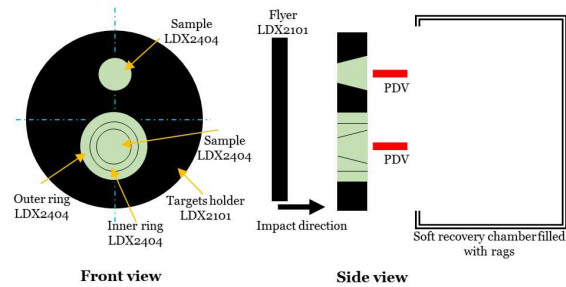 Sample
LDX2404
Sample
LDX2404
Outer ring
LDX2404
Inner ring
LDX2404
Targets holder
LDX2101
Front view
Flyer
LDX2101
PDV
PDV
Impact direction
Soft recovery chamber filled
with rags
Side view